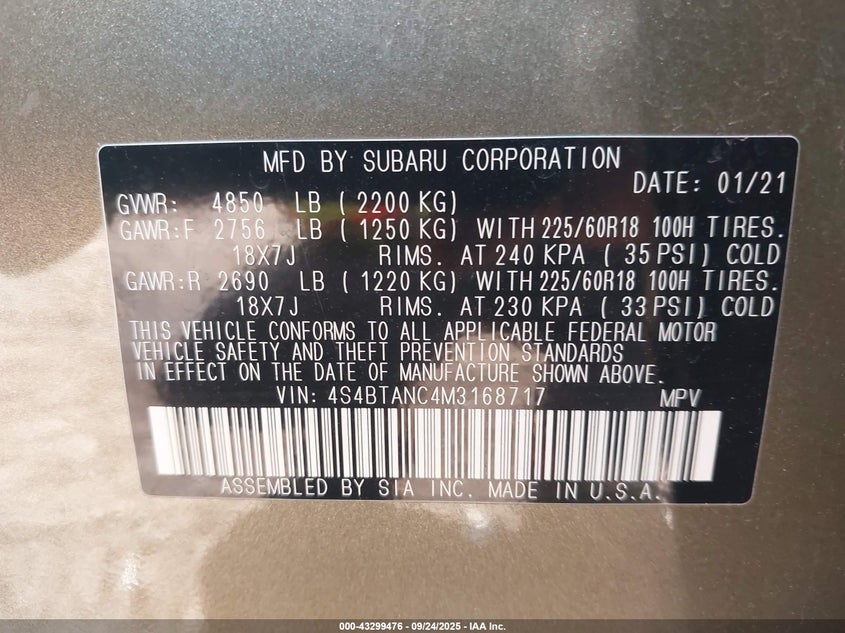 MFD BY SUBARU CORPORATION
DATE: 01/21
GVWR: 4850 LB ( 2200 KG)
GAWR:F 2756 LB ( 1250 KG) WITH 225/60R18 100H TIRES.
18X7J RIMS. AT 240 KPA ( 35 PSI) COLD
GAWR:R 2690 LB ( 1220 KG) WITH 225/60R18 100H TIRES.
18X7J RIMS. AT 230 KPA ( 33 PSI) COLD
THIS VEHICLE CONFORMS TO ALL APPLICABLE FEDERAL MOTOR
VEHICLE SAFETY AND THEFT PREVENTION STANDARDS
IN EFFECT ON THE DATE OF MANUFACTURE SHOWN ABOVE.
VIN: 4S4BTANC4M3168717 MPV
ASSEMBLED BY SIA INC. MADE IN U.S.A.
000-43299476 - 09/24/2025 - IAA Inc.